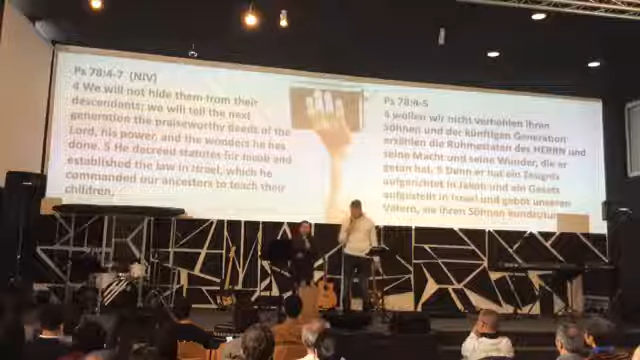 Ps 78:4-7 (NIV)
4 We will not hide them from their
descendants; we will tell the next
generation the praiseworthy deeds of the
Lord, his power, and the wonders he has
done. 5 He decreed statutes for Jacob and
established the law in Israel, which he
commanded our ancestors to teach their
children,
Ps 78:4-5
4 wollen wir nicht verhehlen ihren
Söhnen und der künftigen Generation
erzählen die Ruhmestaten des HERRN und
seine Macht und seine Wunder, die er
getan hat. 5 Denn er hat ein Zeugnis
aufgerichtet in Jakob und ein Gesetz
in Israel und gebot unseren
Vätern, sie ihren Söhnen